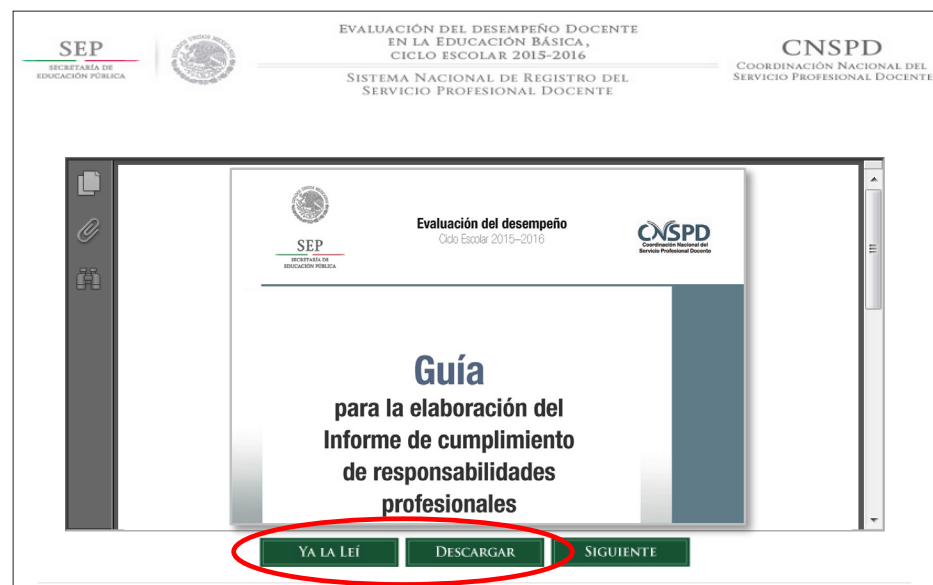 SEP
SECRETARÍA DE
EDUCACIÓN PÚBLICA
EVALUACIÓN DEL DESEMPEÑO DOCENTE
EN LA EDUCACIÓN BÁSICA,
CICLO ESCOLAR 2015-2016
SISTEMA NACIONAL DE REGISTRO DEL
SERVICIO PROFESIONAL DOCENTE
CNSPD
COORDINACIÓN NACIONAL DEL
SERVICIO PROFESIONAL DOCENTE
SEP
SECRETARÍA DE
EDUCACIÓN PÚBLICA
Evaluación del desempeño
Ciclo Escolar 2015–2016
CNSPD
Coordinación Nacional del
Servicio Profesional Docente
Guía
para la elaboración del
Informe de cumplimiento
de responsabilidades
profesionales
YA LA LEÍ
DESCARGAR
SIGUIENTE